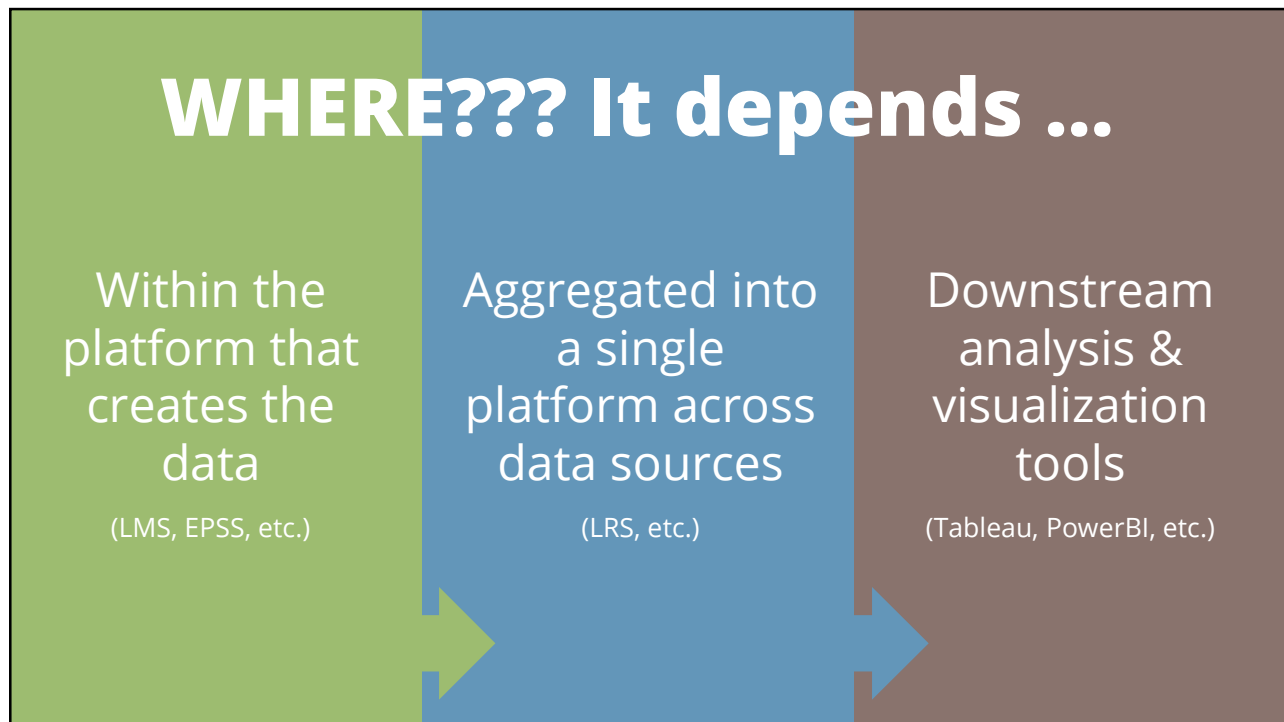 WHERE??? It depends ...
Within the
platform that
creates the
data
(LMS, EPSS, etc.)
Aggregated into
a single
platform across
data sources
(LRS, etc.)
Downstream
analysis &
visualization
tools
(Tableau, PowerBI, etc.)